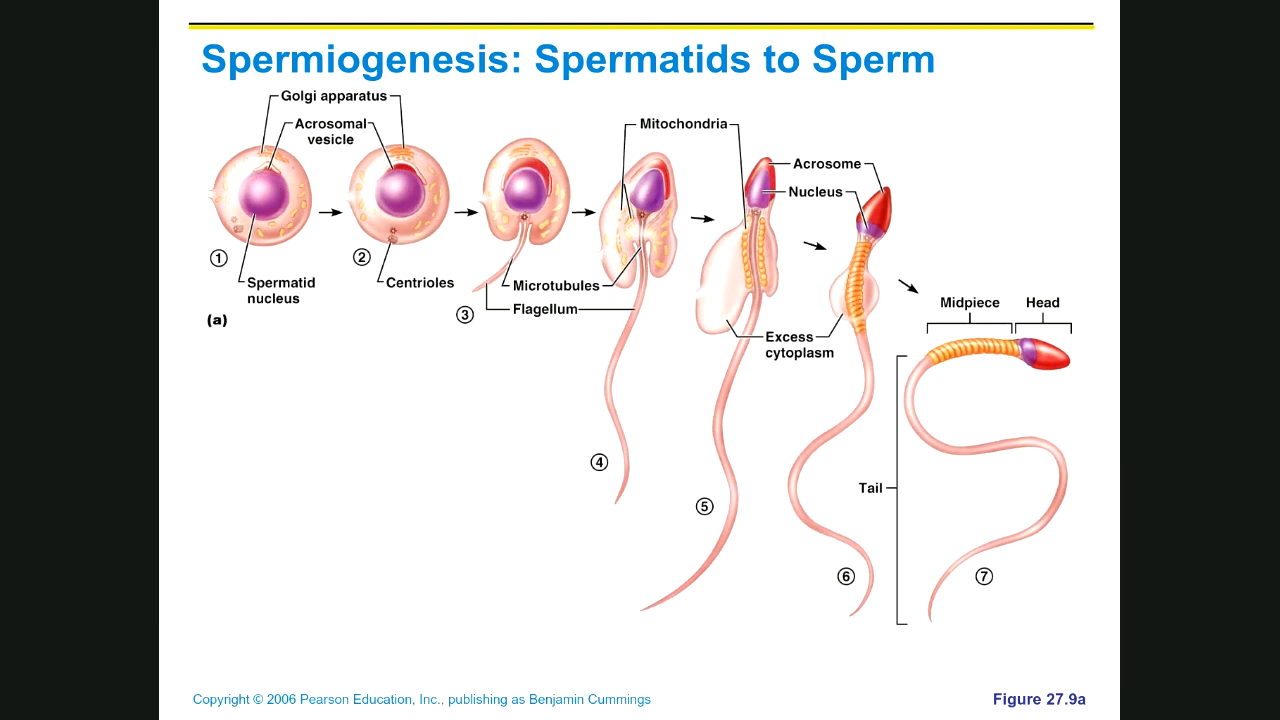 Spermiogenesis: Spermatids to Sperm
Golgi apparatus
Acrosomal
vesicle
Mitochondria
Acrosome
Nucleus
1
2
Spermatid
nucleus
Centrioles
Microtubules
Flagellum
3
(a)
Excess
cytoplasm
Midpiece
Head
4
5
Tail
6
7
Copyright © 2006 Pearson Education, Inc., publishing as Benjamin Cummings
Figure 27.9a